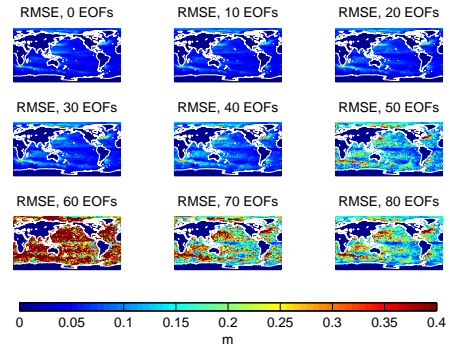 RMSE, 0 EOFs RMSE, 10 EOFs RMSE, 20 EOFs
RMSE, 30 EOFs RMSE, 40 EOFs RMSE, 50 EOFs
RMSE, 60 EOFs RMSE, 70 EOFs RMSE, 80 EOFs
0 0.05 0.1 0.15 0.2 0.25 0.3 0.35 0.4
m